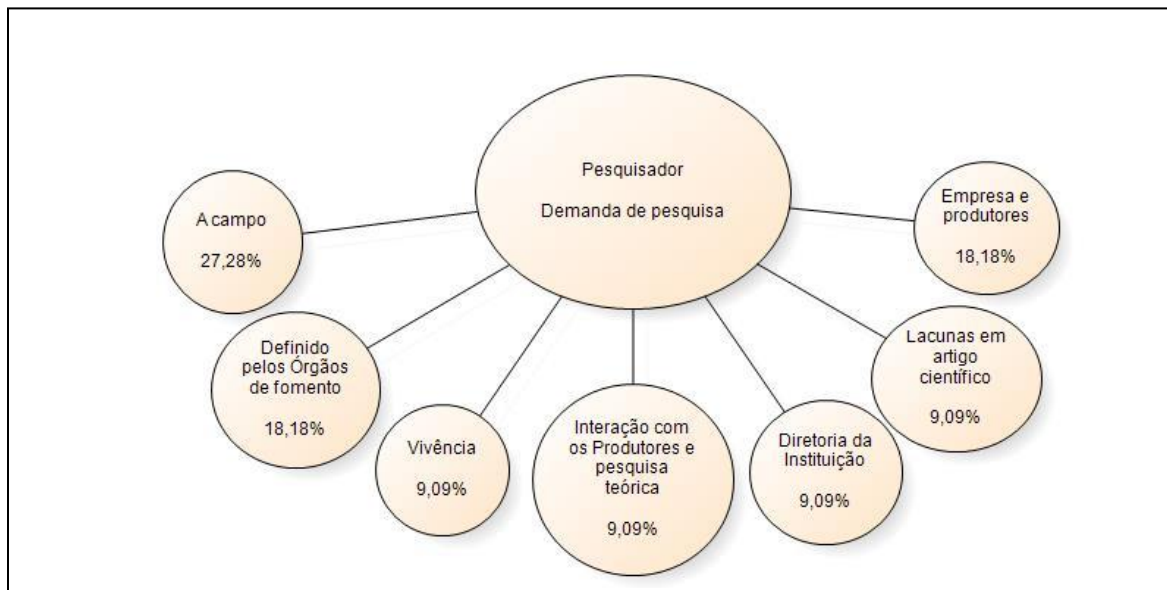 Pesquisador
Demanda de pesquisa
A campo
27,28%
Definido
pelos Órgãos
de fomento
18,18%
Vivência
9,09%
Interação com
os Produtores e
pesquisa
teórica
9,09%
Diretoria da
Instituição
9,09%
Lacunas em
artigo
científico
9,09%
Empresa e
produtores
18,18%